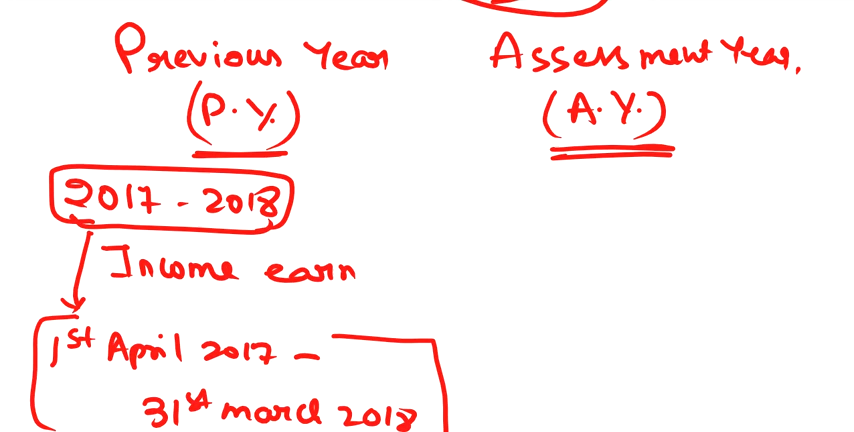 Previous Year
Assessment Year.
(P.Y.)
(A.Y.)
2017 - 2018
Income earn
1st April 2017 -
31st march 2018